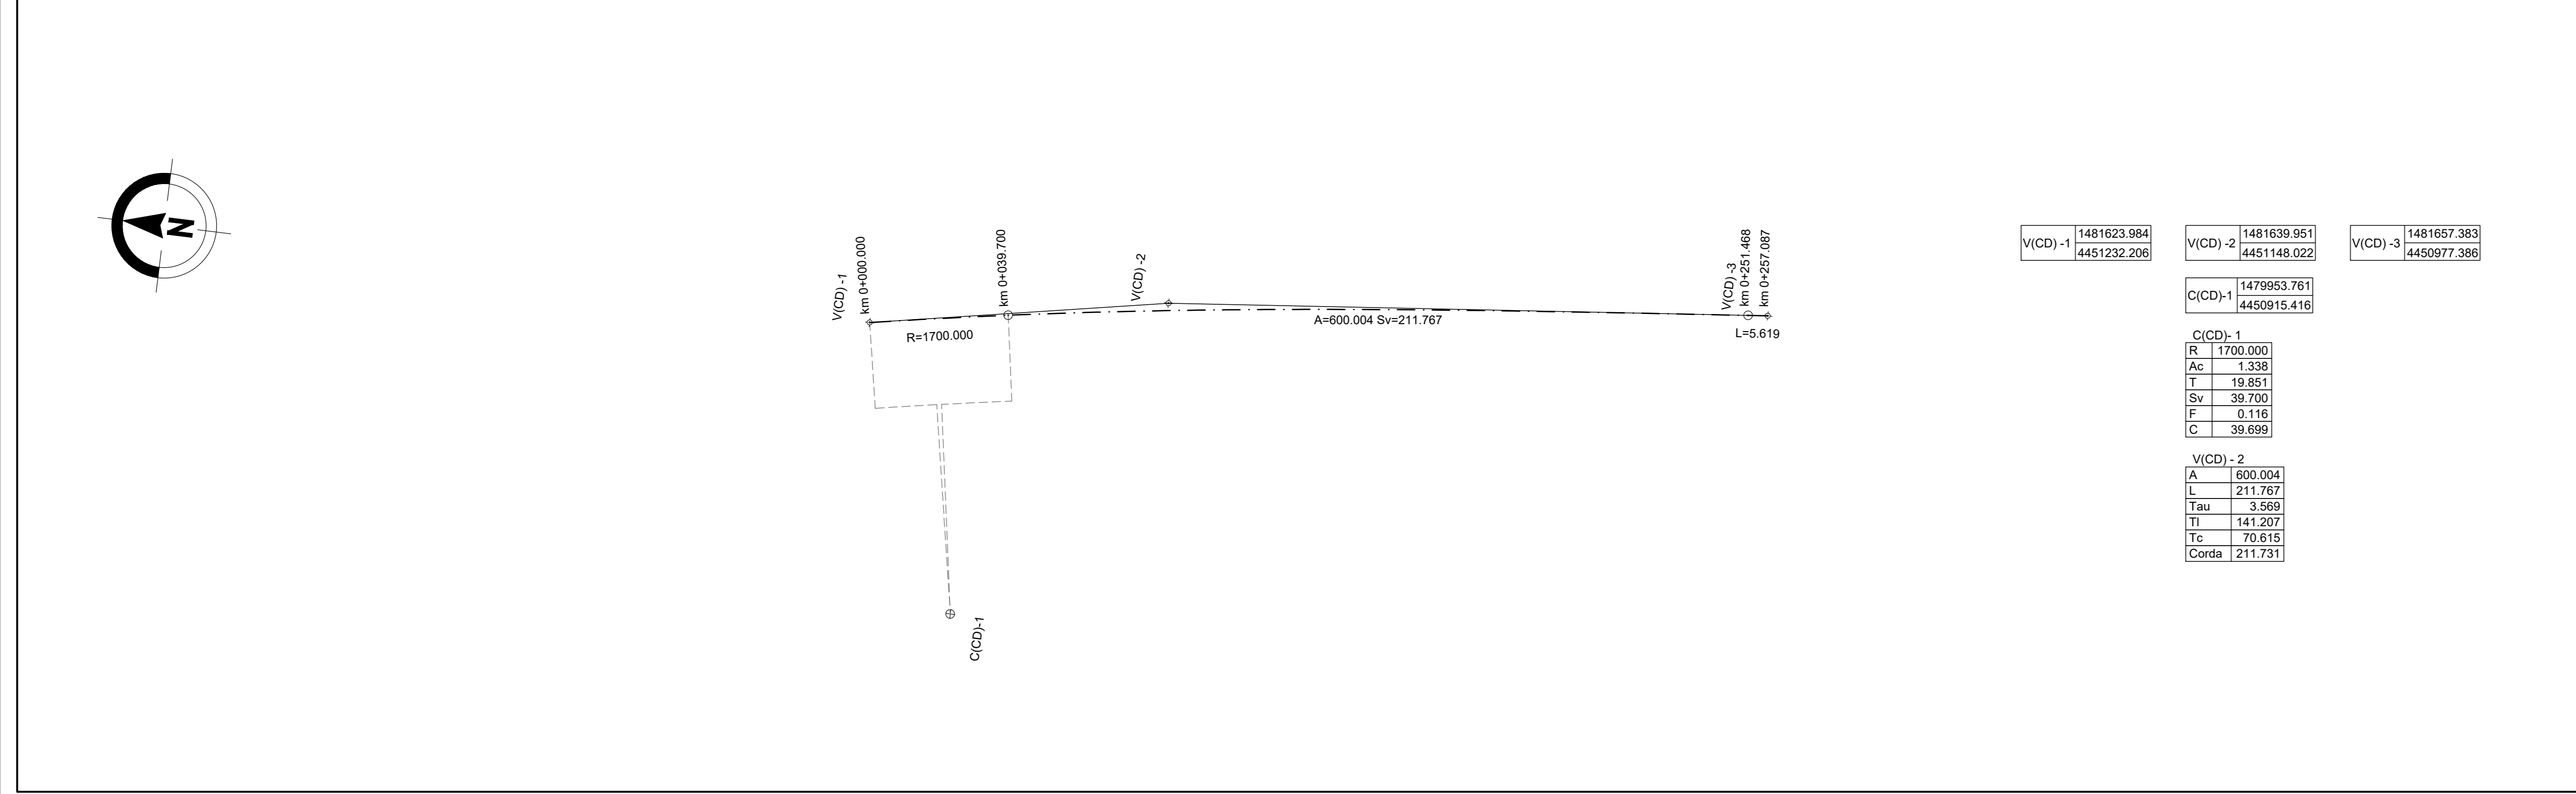 N
V(CD) -1
km 0+000.000
km 0+039.700
V(CD) -2
V(CD) -3
km 0+251.468
km 0+257.087
R=1700.000
A=600.004 Sv=211.767
L=5.619
C(CD)-1
V(CD) -1 1481623.984
4451232.206
V(CD) -2 1481639.951
4451148.022
V(CD) -3 1481657.383
4450977.386
C(CD)-1 1479953.761
4450915.416
C(CD)- 1
R 1700.000
Ac 1.338
T 19.851
Sv 39.700
F 0.116
C 39.699
V(CD) - 2
A 600.004
L 211.767
Tau 3.569
Tl 141.207
Tc 70.615
Corda 211.731